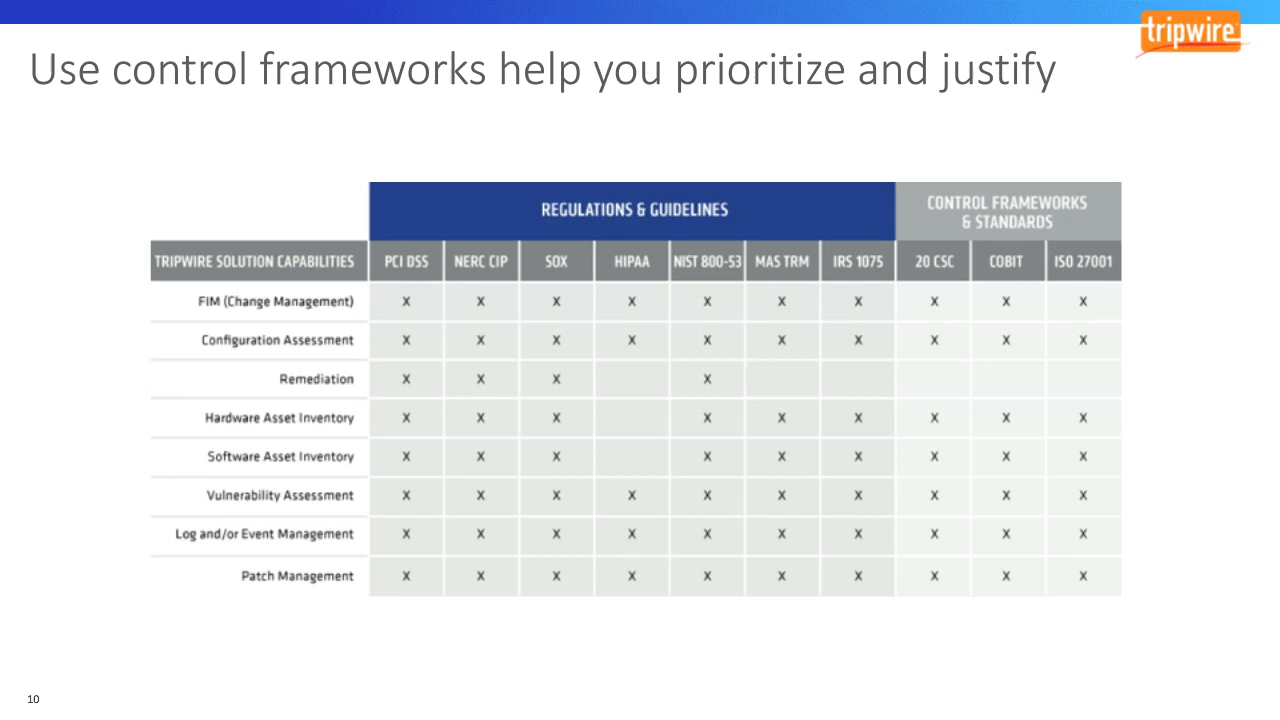 tripwire
Use control frameworks help you prioritize and justify
REGULATIONS & GUIDELINES
CONTROL FRAMEWORKS
& STANDARDS
TRIPWIRE SOLUTION CAPABILITIES PCI DSS NERC CIP SOX HIPAA NIST 800-53 MAS TRM IRS 1075 20 CSC COBIT ISO 27001
FIM (Change Management) X X X X X X X X X X
Configuration Assessment X X X X X X X X X X
Remediation X X X X
Hardware Asset Inventory X X X X X X X X X
Software Asset Inventory X X X X X X X X X
Vulnerability Assessment X X X X X X X X X X
Log and/or Event Management X X X X X X X X X X
Patch Management X X X X X X X X X X
10